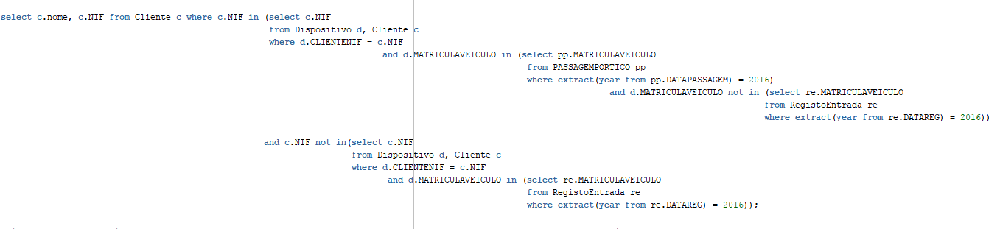 select c.nome, c.NIF from Cliente c where c.NIF in (select c.NIF
from Dispositivo d, Cliente c
where d.CLIENTENIF = c.NIF
and d.MATRICULAVEICULO in (select pp.MATRICULAVEICULO
from PASSAGEMPORTICO pp
where extract(year from pp.DATAPASSAGEM) = 2016)
and d.MATRICULAVEICULO not in (select re.MATRICULAVEICULO
from RegistoEntrada re
where extract(year from re.DATAREG) = 2016))
and c.NIF not in(select c.NIF
from Dispositivo d, Cliente c
where d.CLIENTENIF = c.NIF
and d.MATRICULAVEICULO in (select re.MATRICULAVEICULO
from RegistoEntrada re
where extract(year from re.DATAREG) = 2016));